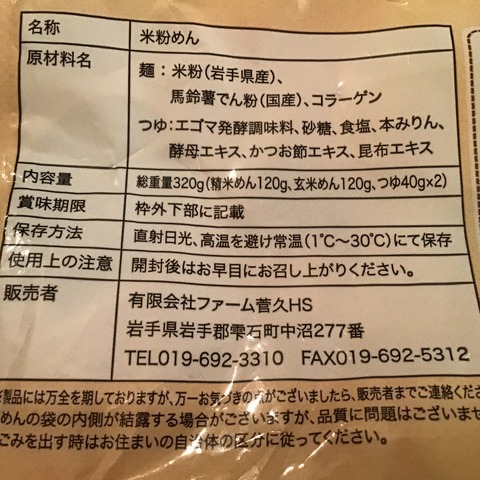 名称 米粉めん
原材料名 麺：米粉（岩手県産）、
馬鈴薯でん粉（国産）、コラーゲン
つゆ：エゴマ発酵調味料、砂糖、食塩、本みりん、
酵母エキス、かつお節エキス、昆布エキス
内容量 総重量320g（精米めん120g、玄米めん120g、つゆ40g×2）
賞味期限 枠外下部に記載
保存方法 直射日光、高温を避け常温（1℃〜30℃）にて保存
使用上の注意 開封後はお早目にお召し上がりください。
販売者 有限会社ファーム菅久HS
岩手県岩手郡雫石町中沼277番
TEL019-692-3310 FAX019-692-5312
製品には万全を期しておりますが、万一お気づきの点がございましたら、販売者までご連絡くださ
めんの袋の内側が結露する場合がございますが、品質に問題はございませ
ごみを出す時はお住まいの自治体の区分に従ってください。